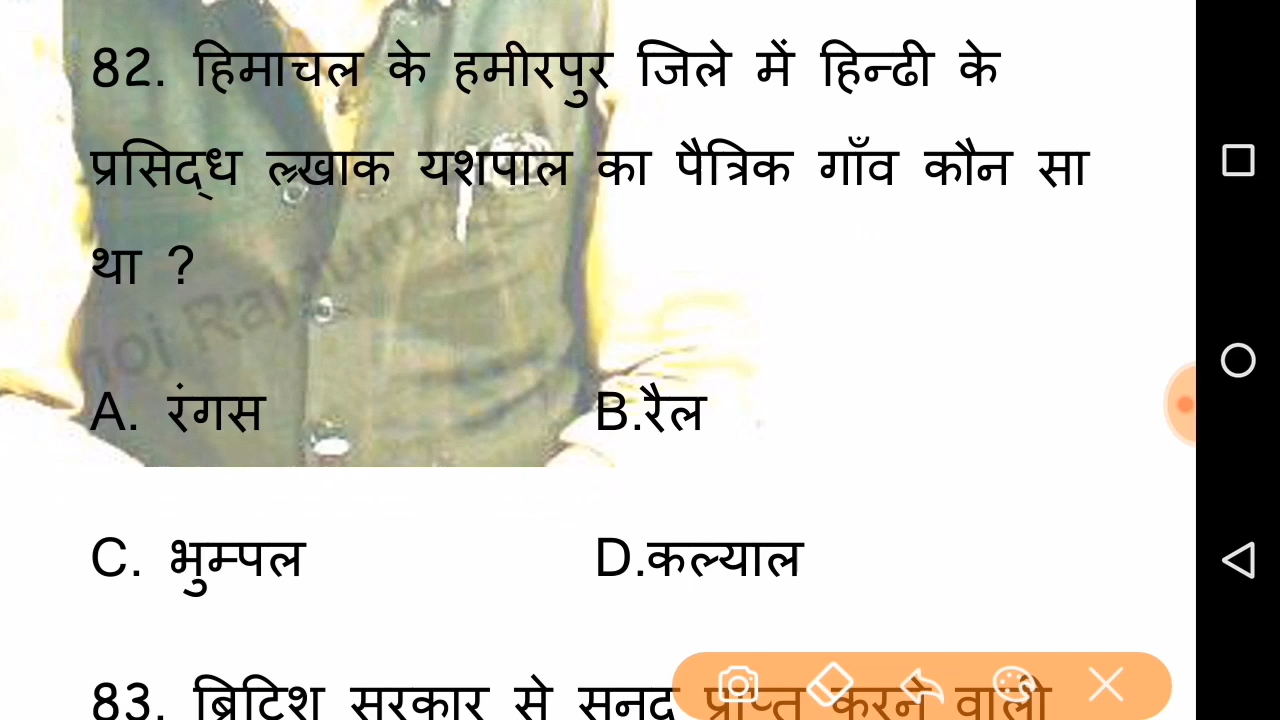 82. हिमाचल के हमीरपुर जिले में हिन्ढी के
प्रसिद्ध ल्र्खाक यशपाल का पैत्रिक गाँव कौन सा
था ?
A. रंगस B.रैल
C. भुम्पल D.कल्याल
83. ब्रिटिश सरकार से सनद प्राप्त करने वाली